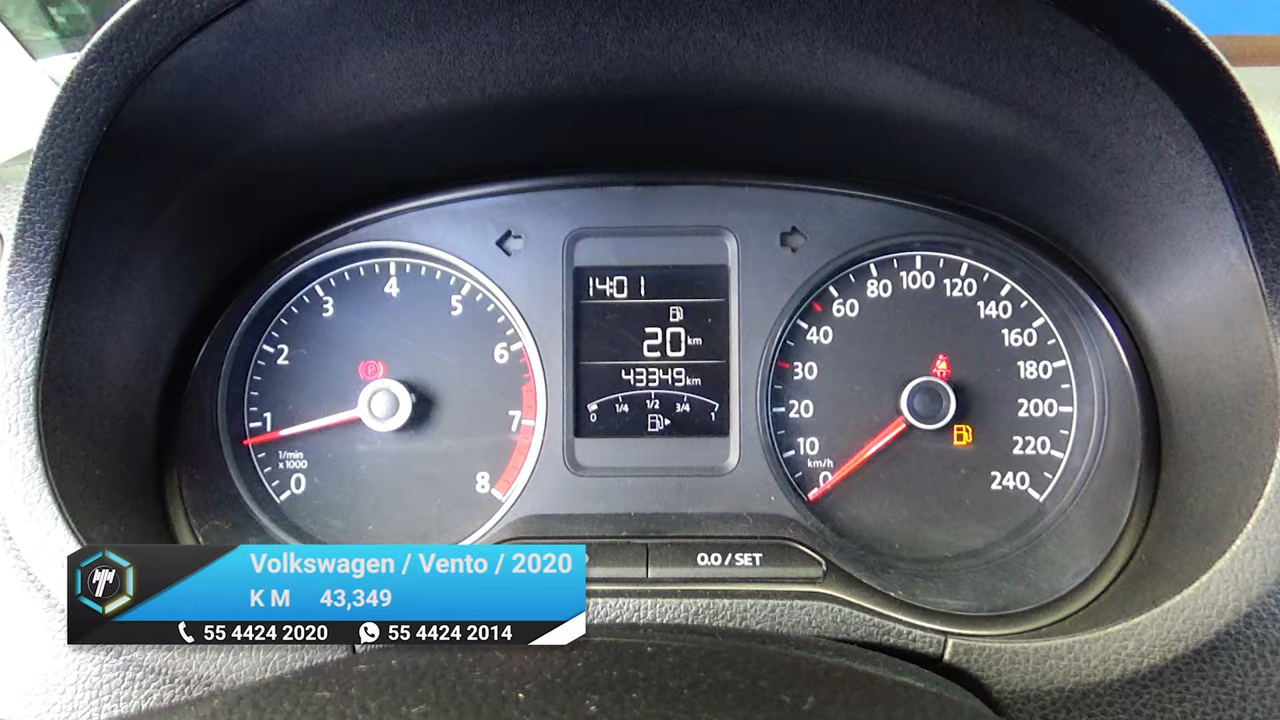 14:01
20 km
43349 km
0 1/4 1/2 3/4 1
0 1 2 3 4 5 6 7 8
1/min
x 1000
(P)
0 10 20 30 40 60 80 100 120 140 160 180 200 220 240
km/h
0.0 / SET
Volkswagen / Vento / 2020
KM 43,349
55 4424 2020 55 4424 2014